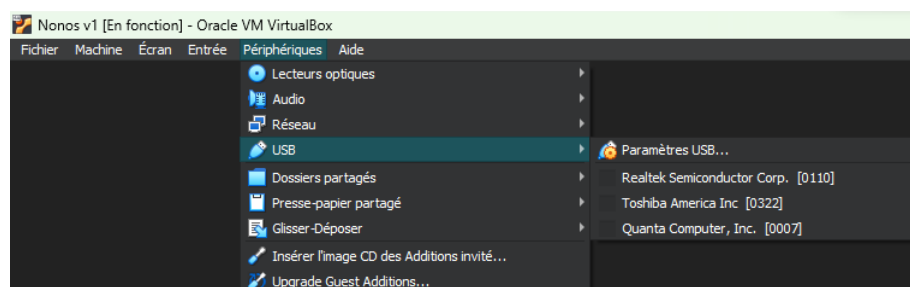 Nonos v1 [En fonction] - Oracle VM VirtualBox
Fichier Machine Écran Entrée Périphériques Aide
Lecteurs optiques
Audio
Réseau
USB
Paramètres USB...
Dossiers partagés
Realtek Semiconductor Corp. [0110]
Presse-papier partagé
Toshiba America Inc [0322]
Glisser-Déposer
Quanta Computer, Inc. [0007]
Insérer l'image CD des Additions invité...
Upgrade Guest Additions...